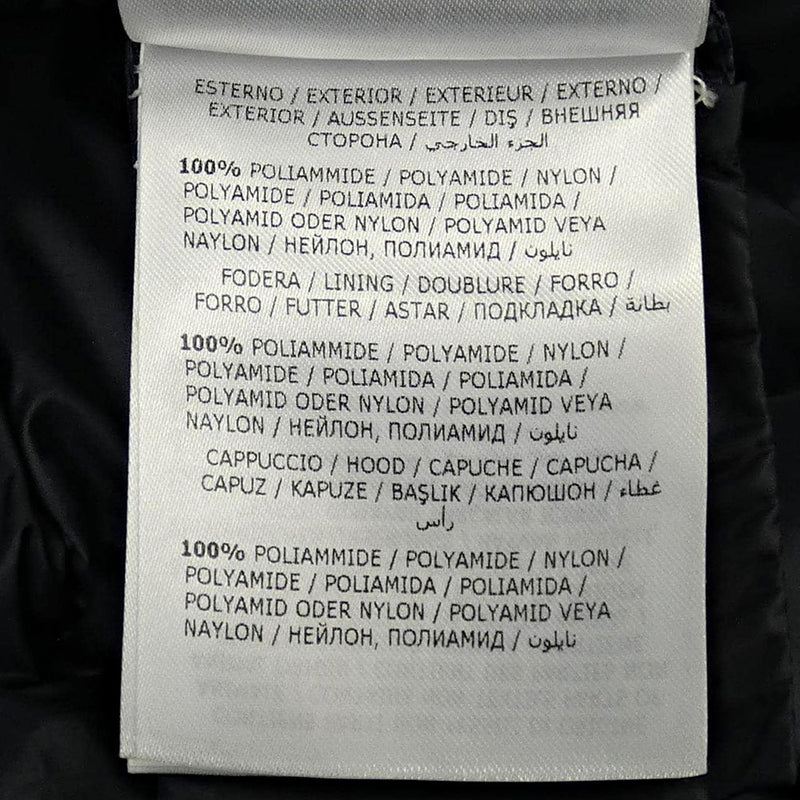 ESTERNO / EXTERIOR / EXTERIEUR / EXTERNO /
EXTERIOR / AUSSENSEITE / DIŞ / ВНЕШНЯЯ
СТОРОНА / الجزء الخارجي
100% POLIAMMIDE / POLYAMIDE / NYLON /
POLYAMIDE / POLIAMIDA / POLIAMIDA /
POLYAMID ODER NYLON / POLYAMID VEYA
NAYLON / НЕЙЛОН, ПОЛИАМИД / نايلون
FODERA / LINING / DOUBLURE / FORRO /
FORRO / FUTTER / ASTAR / ПОДКЛАДКА / بطانة
100% POLIAMMIDE / POLYAMIDE / NYLON /
POLYAMIDE / POLIAMIDA / POLIAMIDA /
POLYAMID ODER NYLON / POLYAMID VEYA
NAYLON / НЕЙЛОН, ПОЛИАМИД / نايلون
CAPPUCCIO / HOOD / CAPUCHE / CAPUCHA /
CAPUZ / KAPUZE / BAŞLIK / КАПЮШОН / غطاء
رأس
100% POLIAMMIDE / POLYAMIDE / NYLON /
POLYAMIDE / POLIAMIDA / POLIAMIDA /
POLYAMID ODER NYLON / POLYAMID VEYA
NAYLON / НЕЙЛОН, ПОЛИАМИД / نايلون